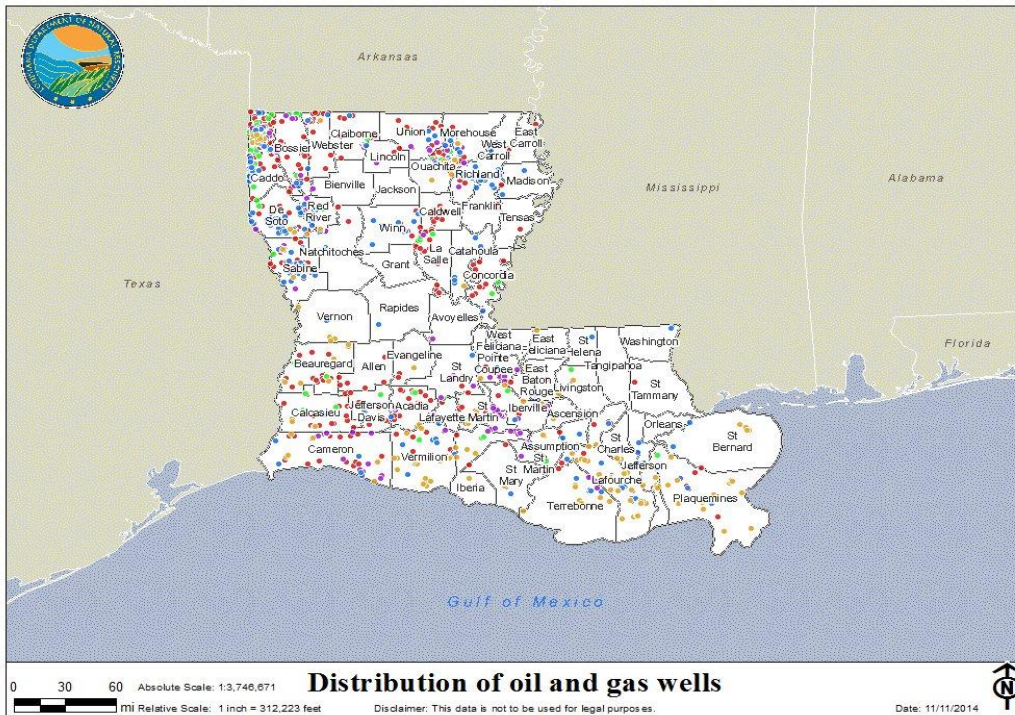 LOUISIANA DEPARTMENT OF NATURAL RESOURCES
Arkansas
Claiborne
Union
Morehouse
East
Carroll
Bossier
Webster
Lincoln
West
Carroll
Ouachita
Caddo
Richland
Madison
Bienville
Jackson
Mississippi
Alabama
De
Soto
Red
River
Caldwell
Franklin
Tensas
Winn
Natchitoches
La
Salle
Catahoula
Sabine
Grant
Concordia
Texas
Vernon
Rapides
Avoyelles
West
Feliciana
East
Feliciana
St
Helena
Washington
Florida
Beauregard
Allen
Evangeline
St
Landry
Pointe
Coupee
East
Baton
Rouge
Livingston
Tangipahoa
St
Tammany
Calcasieu
Jefferson
Davis
Acadia
Lafayette
St
Martin
Iberville
Ascension
Orleans
Cameron
Vermilion
Assumption
St
Charles
St
Bernard
St
Martin
Jefferson
Iberia
St
Mary
Lafourche
Terrebonne
Plaquemines
Gulf of Mexico
0 30 60
mi
Absolute Scale: 1:3,746,671
Relative Scale: 1 inch = 312,223 feet
Distribution of oil and gas wells
Disclaimer: This data is not to be used for legal purposes.
Date: 11/11/2014
N